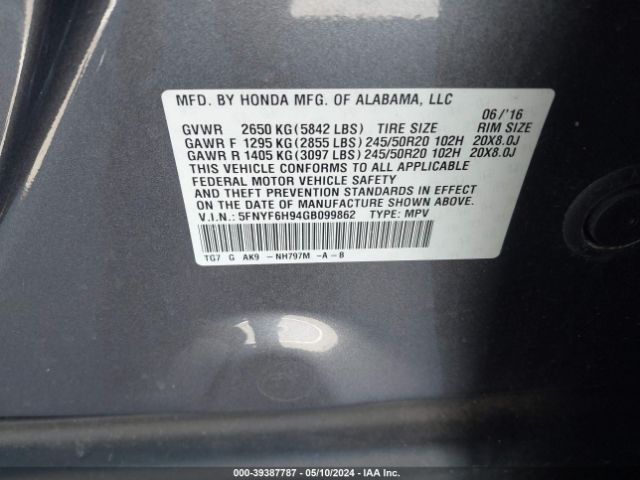 MFD. BY HONDA MFG. OF ALABAMA, LLC
06/'16
GVWR 2650 KG (5842 LBS) TIRE SIZE RIM SIZE
GAWR F 1295 KG (2855 LBS) 245/50R20 102H 20X8.0J
GAWR R 1405 KG (3097 LBS) 245/50R20 102H 20X8.0J
THIS VEHICLE CONFORMS TO ALL APPLICABLE
FEDERAL MOTOR VEHICLE SAFETY
AND THEFT PREVENTION STANDARDS IN EFFECT
ON THE DATE OF MANUFACTURE SHOWN ABOVE.
V.I.N.: 5FNYF6H94GB099862 TYPE: MPV
TG7 G AK9 -NH797M -A-B
000-39387787 - 05/10/2024 - IAA Inc.